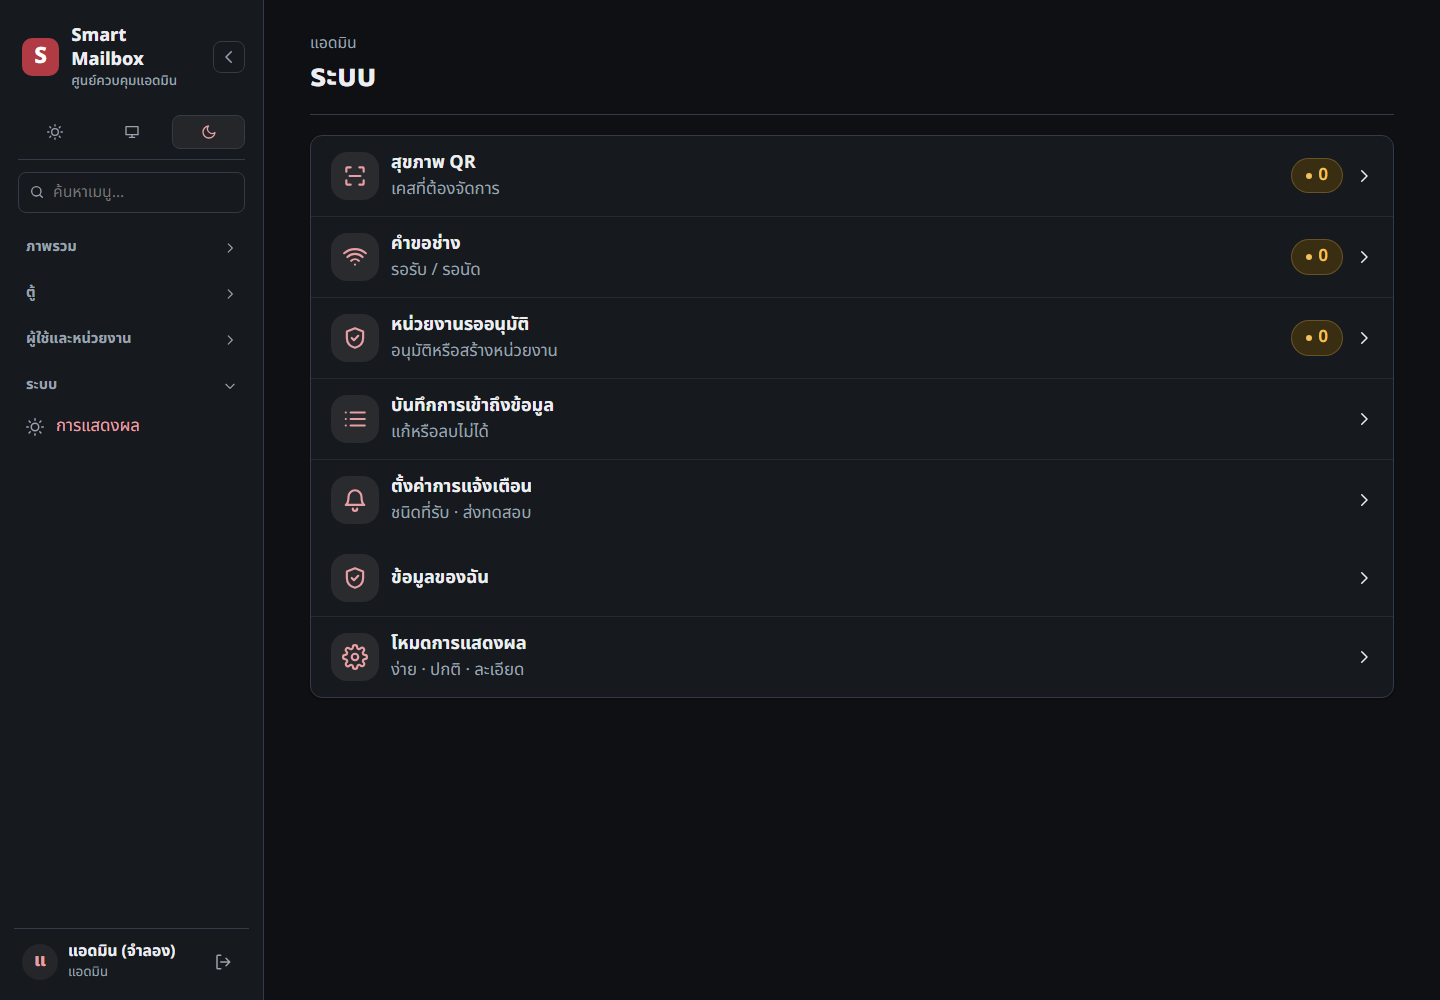 S
Smart
Mailbox
ศูนย์ควบคุมแอดมิน
ค้นหาเมนู...
ภาพรวม
ตู้
ผู้ใช้และหน่วยงาน
ระบบ
การแสดงผล
แ
แอดมิน (จำลอง)
แอดมิน
แอดมิน
ระบบ
สุขภาพ QR
เคสที่ต้องจัดการ
0
คำขอช่าง
รอรับ / รอนัด
0
หน่วยงานรออนุมัติ
อนุมัติหรือสร้างหน่วยงาน
0
บันทึกการเข้าถึงข้อมูล
แก้หรือลบไม่ได้
ตั้งค่าการแจ้งเตือน
ชนิดที่รับ · ส่งทดสอบ
ข้อมูลของฉัน
โหมดการแสดงผล
ง่าย · ปกติ · ละเอียด